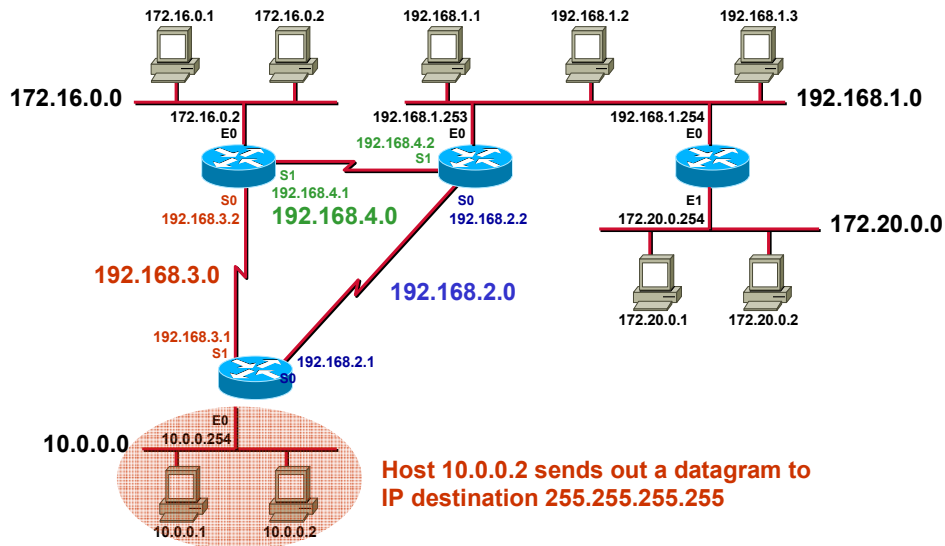 172.16.0.1
172.16.0.2
192.168.1.1
192.168.1.2
192.168.1.3
172.16.0.0
192.168.1.0
172.16.0.2
E0
192.168.1.253
E0
192.168.1.254
E0
192.168.4.2
S1
S1
192.168.4.1
192.168.4.0
S0
192.168.3.2
S0
192.168.2.2
E1
172.20.0.254
172.20.0.0
192.168.3.0
192.168.2.0
172.20.0.1
172.20.0.2
192.168.3.1
S1
192.168.2.1
S0
E0
10.0.0.254
10.0.0.0
10.0.0.1
10.0.0.2
Host 10.0.0.2 sends out a datagram to
IP destination 255.255.255.255